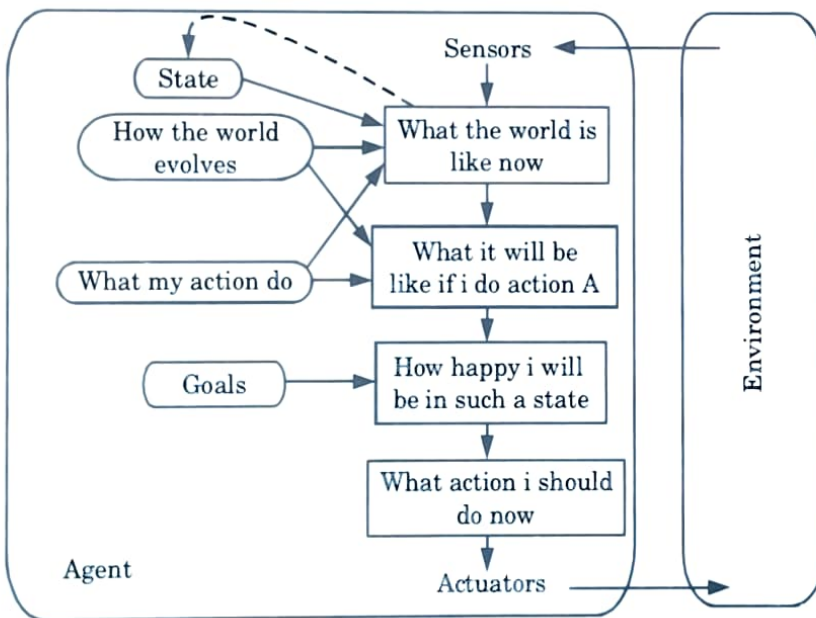 Sensors
State
How the world
evolves
What the world is
like now
What my action do
What it will be
like if i do action A
Goals
How happy i will
be in such a state
What action i should
do now
Agent
Actuators
Environment